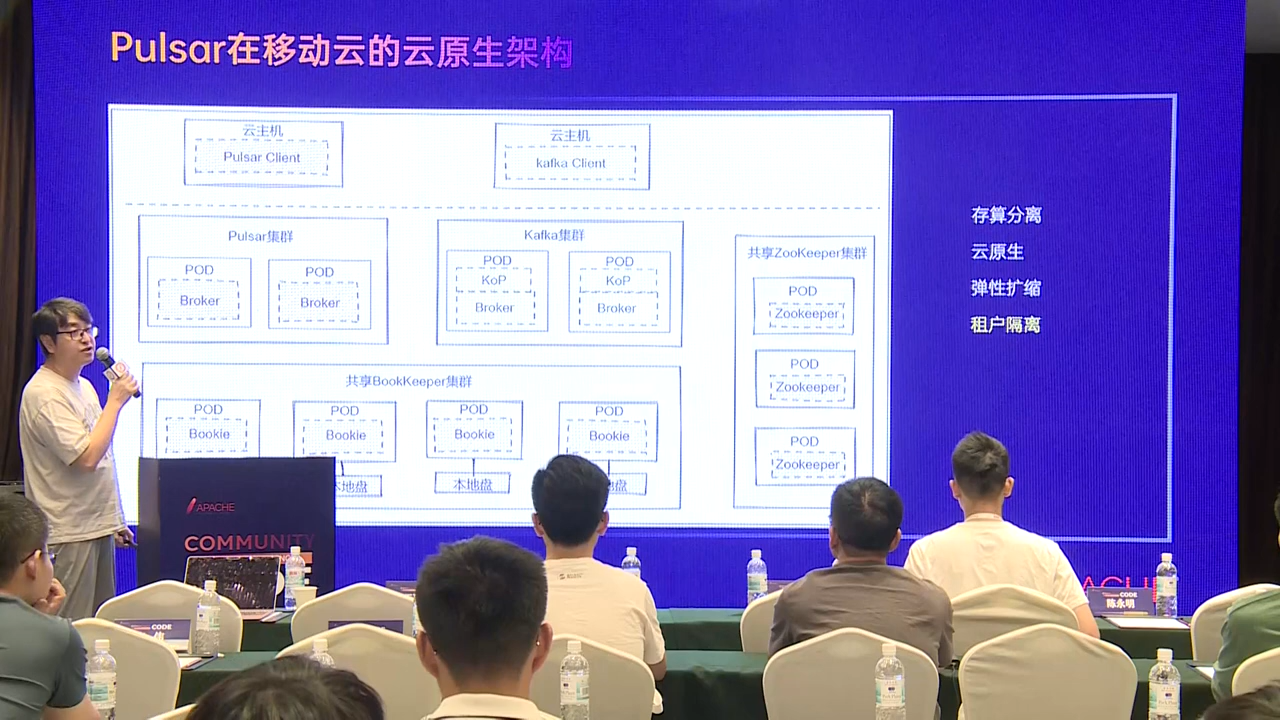 Pulsar在移动云的云原生架构
云主机
Pulsar Client
云主机
kafka Client
Pulsar集群
POD
Broker
POD
Broker
Kafka集群
POD
KoP
Broker
POD
KoP
Broker
共享ZooKeeper集群
POD
Zookeeper
POD
Zookeeper
POD
Zookeeper
共享BookKeeper集群
POD
Bookie
POD
Bookie
POD
Bookie
POD
Bookie
本地盘
本地盘
地盘
存算分离
云原生
弹性扩缩
租户隔离
APACHE
COMMUNITY
CODE
陈永明
CODE